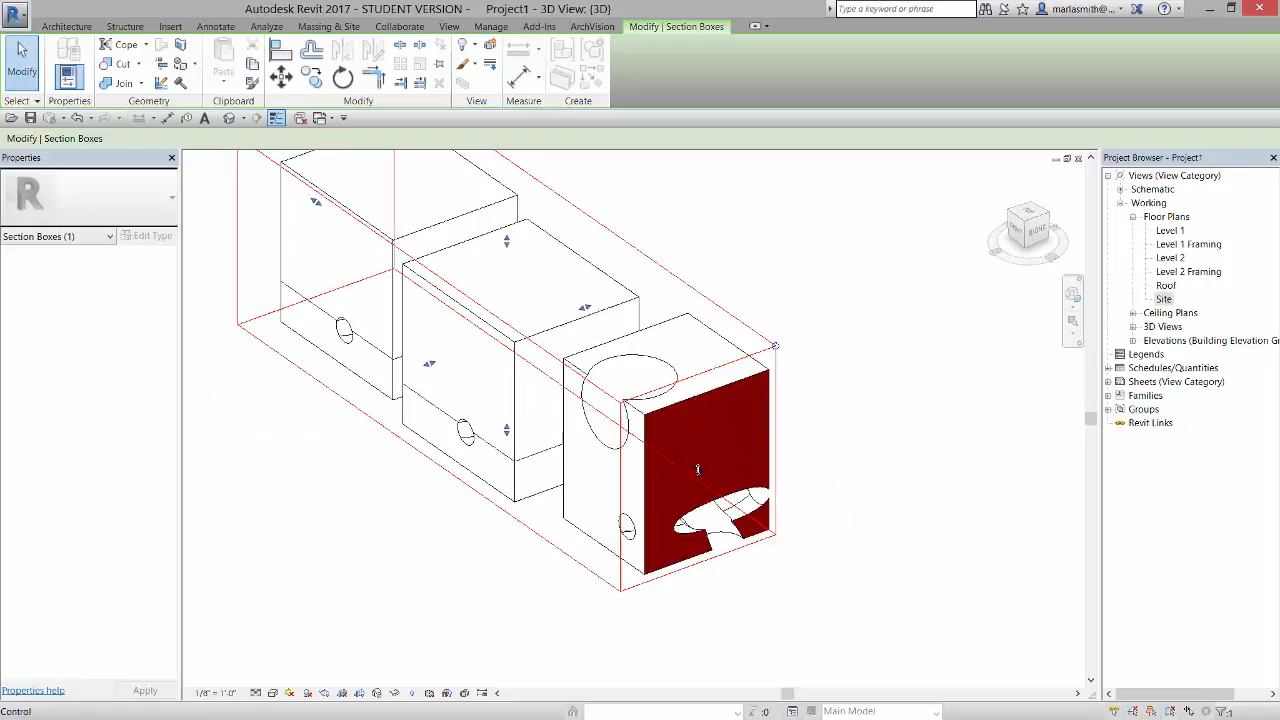 Autodesk Revit 2017 - STUDENT VERSION - Project1 - 3D View: {3D}
Type a keyword or phrase
marlasmith@...
Architecture Structure Insert Annotate Analyze Massing & Site Collaborate View Manage Add-Ins ArchVision Modify | Section Boxes
Modify
Cope
Cut
Join
Paste
Select Properties Geometry Clipboard Modify View Measure Create
Modify | Section Boxes
Properties
R
Section Boxes (1)
Edit Type
Properties help
Apply
TOP
FRONT
RIGHT
Project Browser - Project1
Views (View Category)
Schematic
Working
Floor Plans
Level 1
Level 1 Framing
Level 2
Level 2 Framing
Roof
Site
Ceiling Plans
3D Views
Elevations (Building Elevation Gr
Legends
Schedules/Quantities
Sheets (View Category)
Families
Groups
Revit Links
1/8" = 1'-0"
Control
:0
Main Model
:1